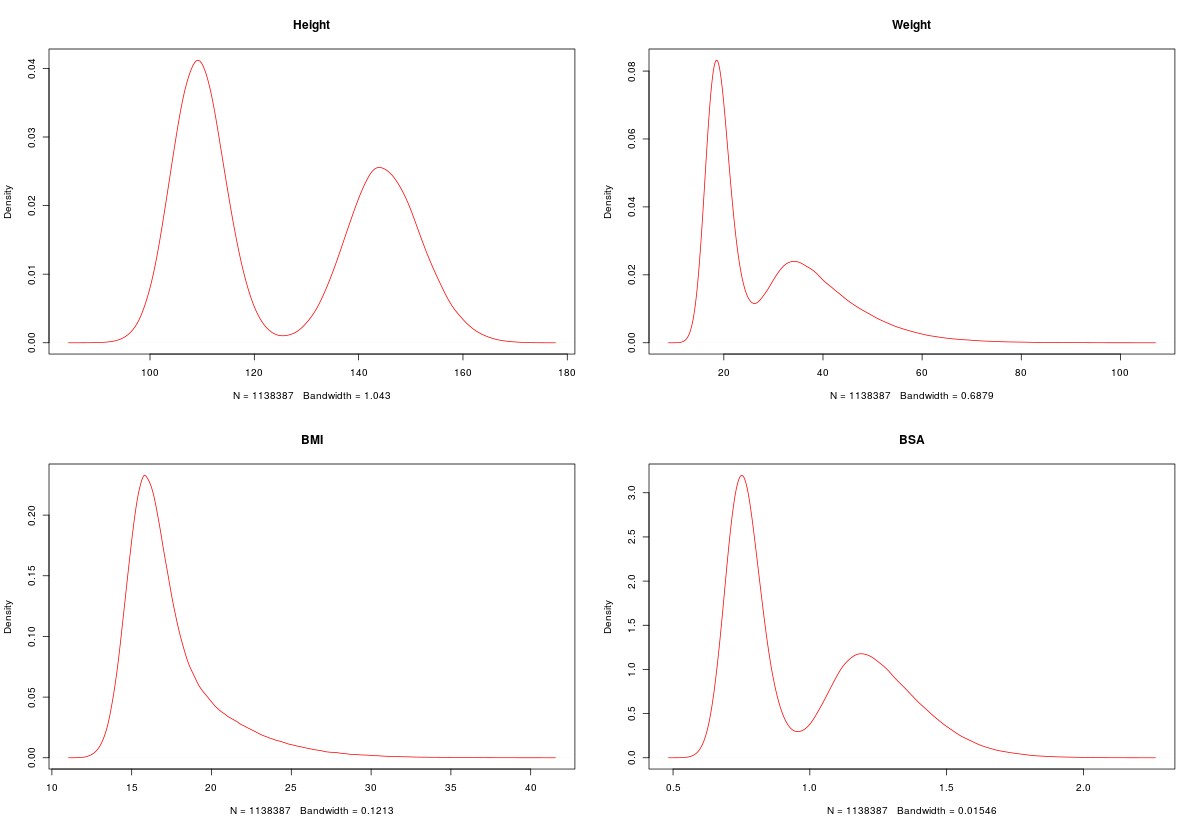 Height
Density
0.00 0.01 0.02 0.03 0.04
100 120 140 160 180
N = 1138387 Bandwidth = 1.043
Weight
Density
0.00 0.02 0.04 0.06 0.08
20 40 60 80 100
N = 1138387 Bandwidth = 0.6879
BMI
Density
0.00 0.05 0.10 0.15 0.20
10 15 20 25 30 35 40
N = 1138387 Bandwidth = 0.1213
BSA
Density
0.0 0.5 1.0 1.5 2.0 2.5 3.0
0.5 1.0 1.5 2.0
N = 1138387 Bandwidth = 0.01546